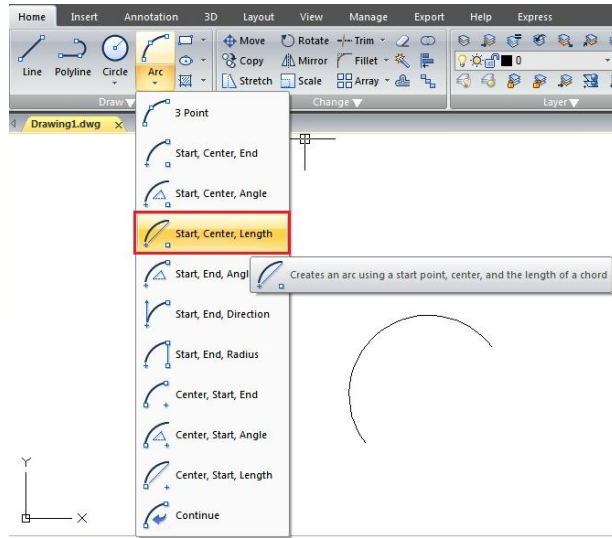 Home Insert Annotation 3D Layout View Manage Export Help Express
Line Polyline Circle Arc
Move Rotate Trim
Copy Mirror Fillet
Stretch Scale Array
0
Draw Change Layer
Drawing1.dwg
3 Point
Start, Center, End
Start, Center, Angle
Start, Center, Length
Start, End, Angl
Creates an arc using a start point, center, and the length of a chord
Start, End, Direction
Start, End, Radius
Center, Start, End
Center, Start, Angle
Center, Start, Length
Continue
Y
X